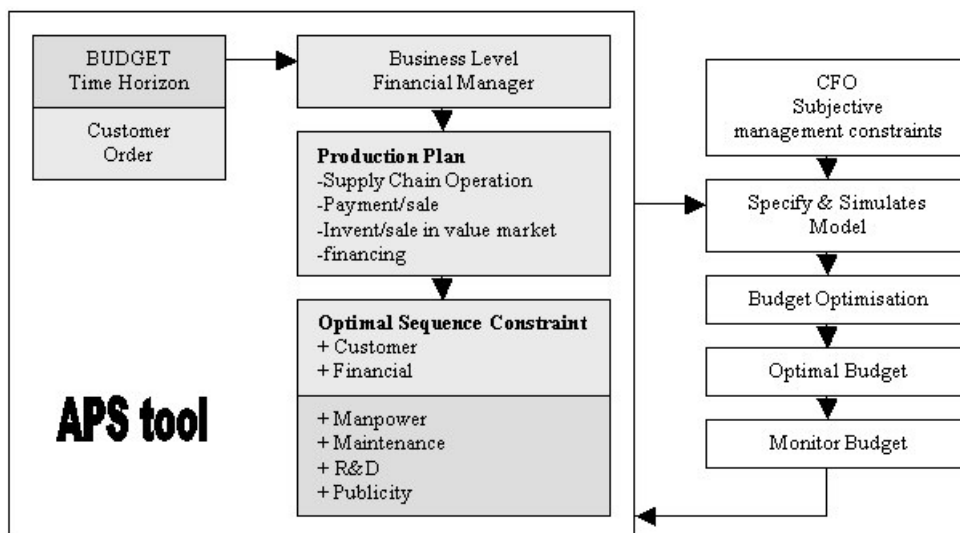 BUDGET
Time Horizon
Customer
Order
Business Level
Financial Manager
Production Plan
-Supply Chain Operation
-Payment/sale
-Invent/sale in value market
-financing
Optimal Sequence Constraint
+ Customer
+ Financial
+ Manpower
+ Maintenance
+ R&D
+ Publicity
APS tool
CFO
Subjective
management constraints
Specify & Simulates
Model
Budget Optimisation
Optimal Budget
Monitor Budget